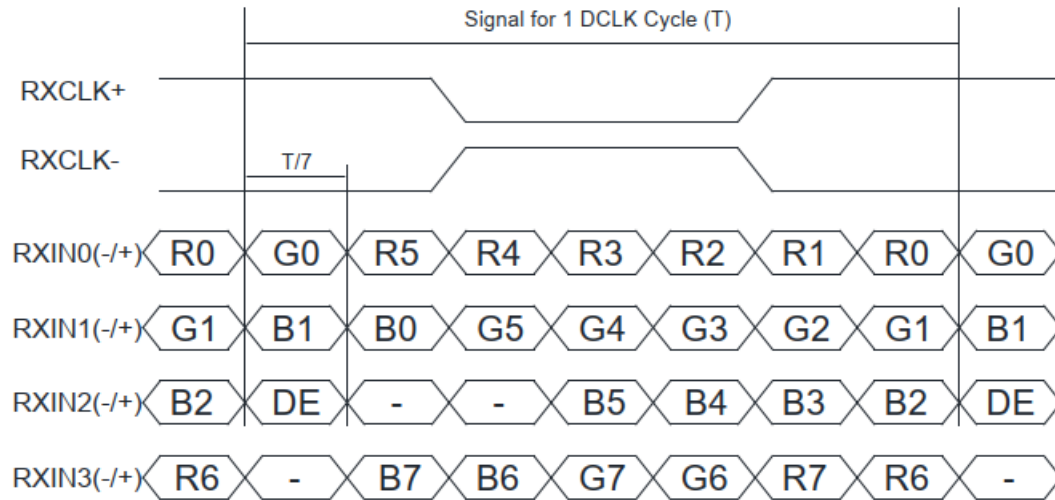 Signal for 1 DCLK Cycle (T)
RXCLK+
RXCLK-
T/7
RXIN0(-/+) R0 G0 R5 R4 R3 R2 R1 R0 G0
RXIN1(-/+) G1 B1 B0 G5 G4 G3 G2 G1 B1
RXIN2(-/+) B2 DE - - B5 B4 B3 B2 DE
RXIN3(-/+) R6 - B7 B6 G7 G6 R7 R6 -